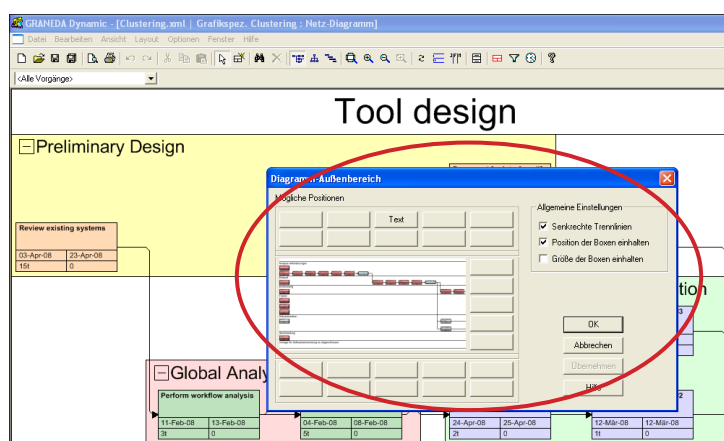 GRANEDA Dynamic - [Clustering.xml | Grafikspez. Clustering : Netz-Diagramm]
Datei Bearbeiten Ansicht Layout Optionen Fenster Hilfe
<Alle Vorgänge>
Tool design
Preliminary Design
Diagramm-Außenbereich
Mögliche Positionen
Text
Allgemeine Einstellungen
Senkrechte Trennlinien
Position der Boxen einhalten
Größe der Boxen einhalten
OK
Abbrechen
Übernehmen
Hilfe
Review existing systems
03-Apr-08 23-Apr-08
15t 0
tion
3
Global Analy
Perform workflow analysis
2
11-Feb-08 13-Feb-08 04-Feb-08 08-Feb-08 24-Apr-08 25-Apr-08 12-Mär-08 12-Mär-08
3t 0 5t 0 2t 0 1t 0